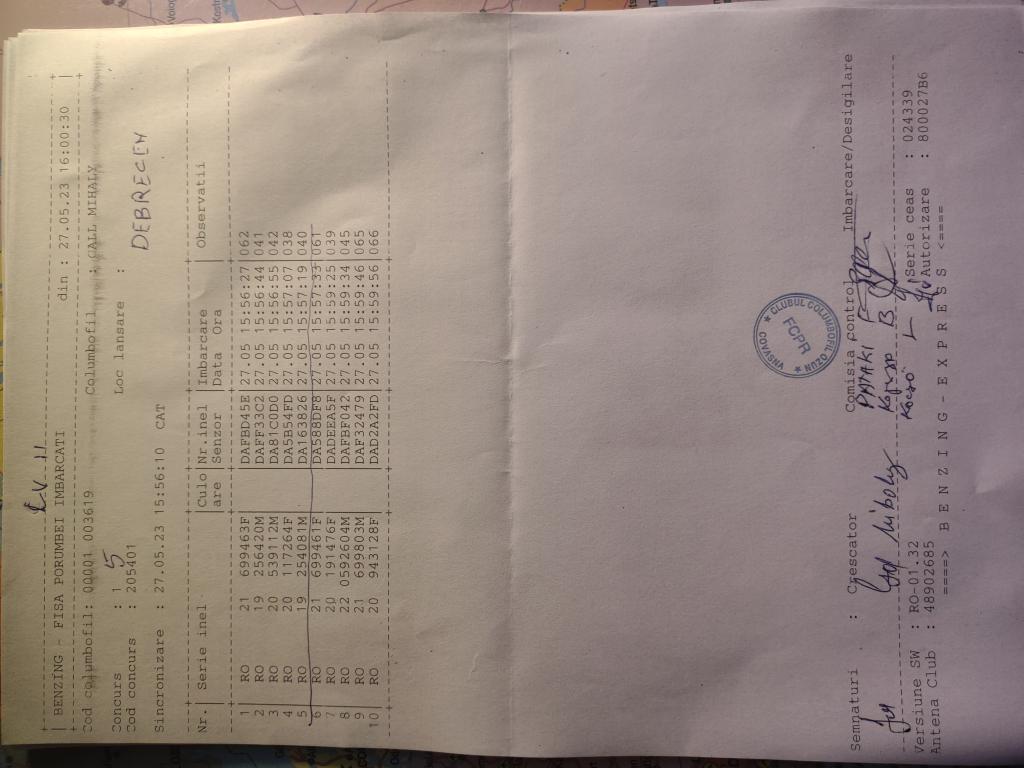 BENZING - FISA PORUMBEI IMBARCATI din : 27.05.23 16:00:30
Cod columbofil: 00001 003619 Columbofil : GALL MIHALY
Concurs : 1 5 Loc lansare : DEBRECEN
Cod concurs : 205401
Sincronizare : 27.05.23 15:56:10 CAT
Nr. Serie inel Culo Nr.inel Imbarcare Observatii
are Senzor Data Ora
1 RO 21 699463F DAFBD45E 27.05 15:56:27 062
2 RO 19 256420M DAFF33C2 27.05 15:56:44 041
3 RO 20 539112M DA81C0D0 27.05 15:56:55 042
4 RO 20 117264F DA5B54FD 27.05 15:57:07 038
5 RO 19 254081M DA163826 27.05 15:57:19 040
6 RO 21 699461F DA588DF8 27.05 15:57:33 061
7 RO 20 191476F DADEEA5F 27.05 15:59:25 039
8 RO 22 0592604M DAFBF042 27.05 15:59:34 045
9 RO 21 699803M DAF32479 27.05 15:59:46 065
10 RO 20 943128F DAD2A2FD 27.05 15:59:56 066
CLUBUL COLUMBOFIL OZUN
FCPR
COVASNA
Semnaturi : Crescator Comisia control Imbarcare/Desigilare
PATAKI F
B
L
Versiune SW : RO-01.32 Serie ceas : 024339
Antena Club : 48902685 Autorizare : 800027B6
====> B E N Z I N G - E X P R E S S <====